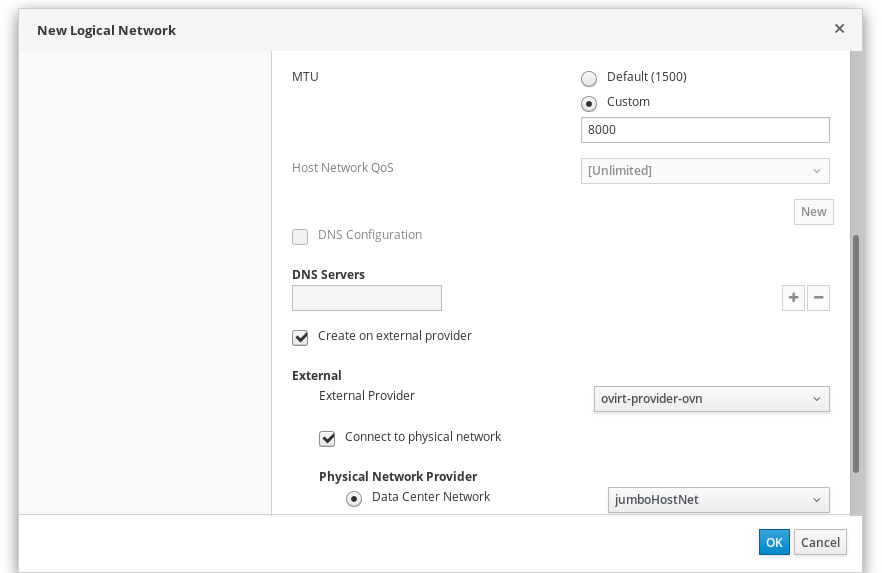 New Logical Network
MTU
Default (1500)
Custom
8000
Host Network QoS
[Unlimited]
New
DNS Configuration
DNS Servers
Create on external provider
External
External Provider
ovirt-provider-ovn
Connect to physical network
Physical Network Provider
Data Center Network
jumboHostNet
OK
Cancel